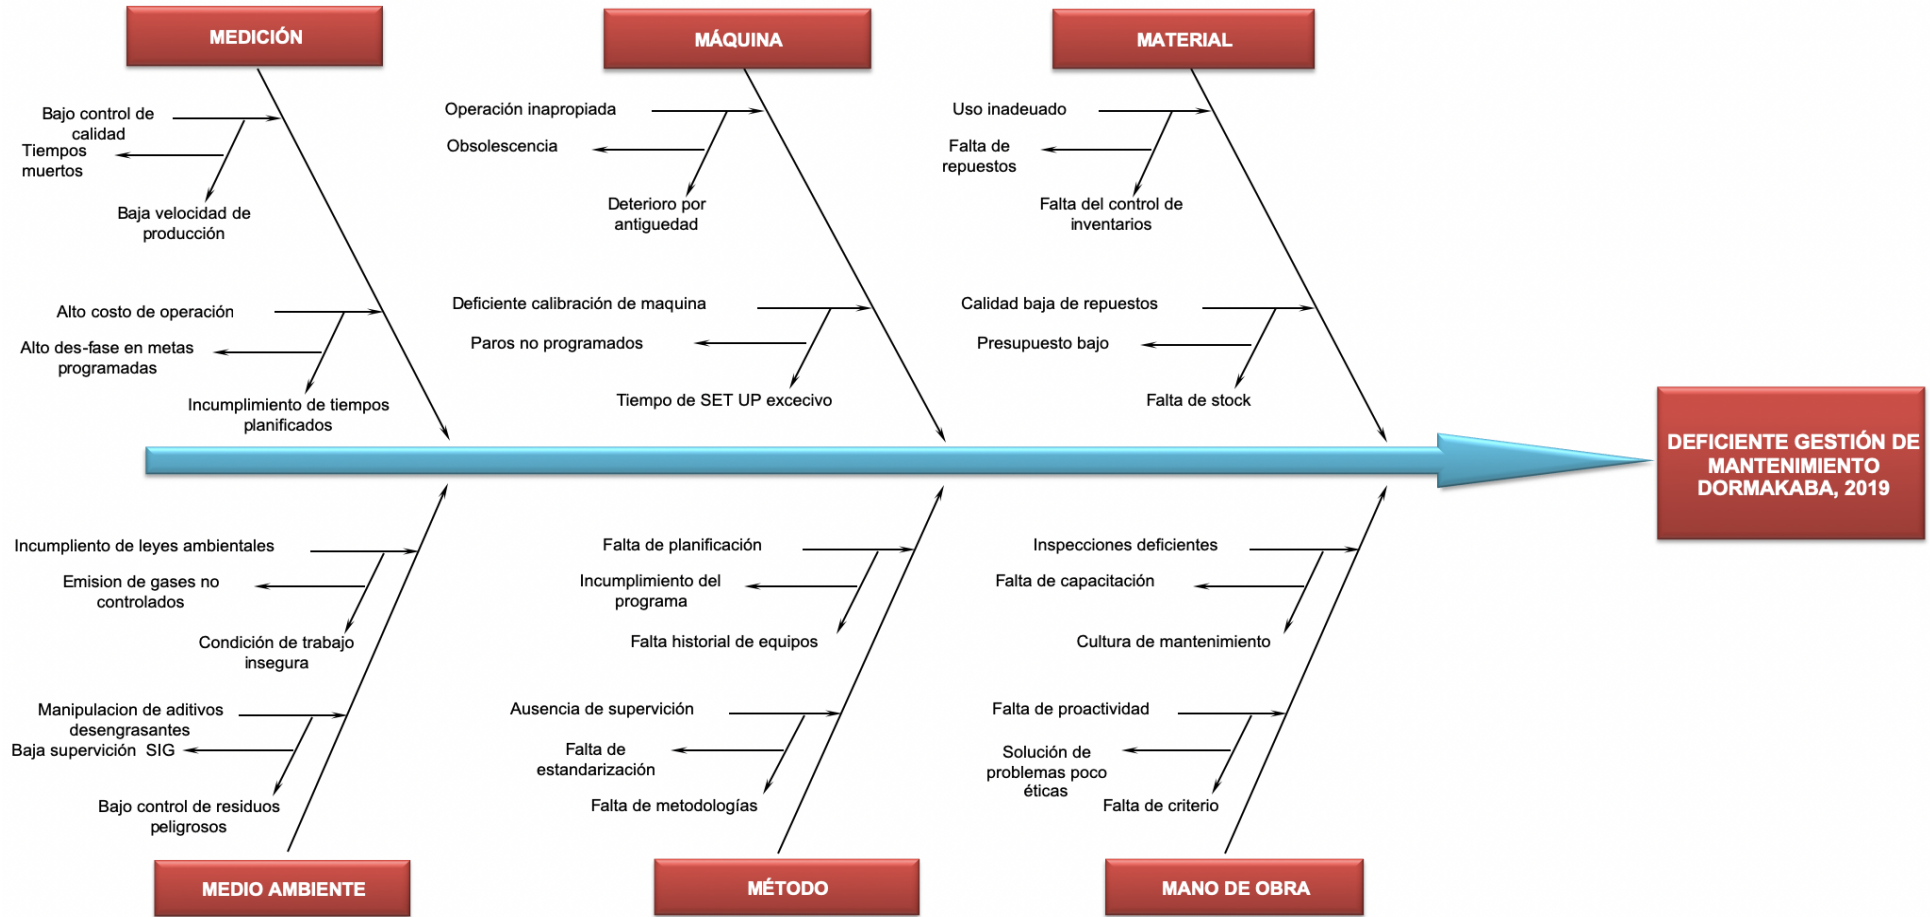 MEDICIÓN
MÁQUINA
MATERIAL
Bajo control de
calidad
Tiempos
muertos
Baja velocidad de
producción
Alto costo de operación
Alto des-fase en metas
programadas
Incumplimiento de tiempos
planificados
Operación inapropiada
Obsolescencia
Deterioro por
antiguedad
Deficiente calibración de maquina
Paros no programados
Tiempo de SET UP excecivo
Uso inadeuado
Falta de
repuestos
Falta del control de
inventarios
Calidad baja de repuestos
Presupuesto bajo
Falta de stock
DEFICIENTE GESTIÓN DE
MANTENIMIENTO
DORMAKABA, 2019
Incumpliento de leyes ambientales
Emision de gases no
controlados
Condición de trabajo
insegura
Manipulacion de aditivos
desengrasantes
Baja supervición SIG
Bajo control de residuos
peligrosos
Falta de planificación
Incumplimiento del
programa
Falta historial de equipos
Ausencia de supervición
Falta de
estandarización
Falta de metodologías
Inspecciones deficientes
Falta de capacitación
Cultura de mantenimiento
Falta de proactividad
Solución de
problemas poco
éticas
Falta de criterio
MEDIO AMBIENTE
MÉTODO
MANO DE OBRA